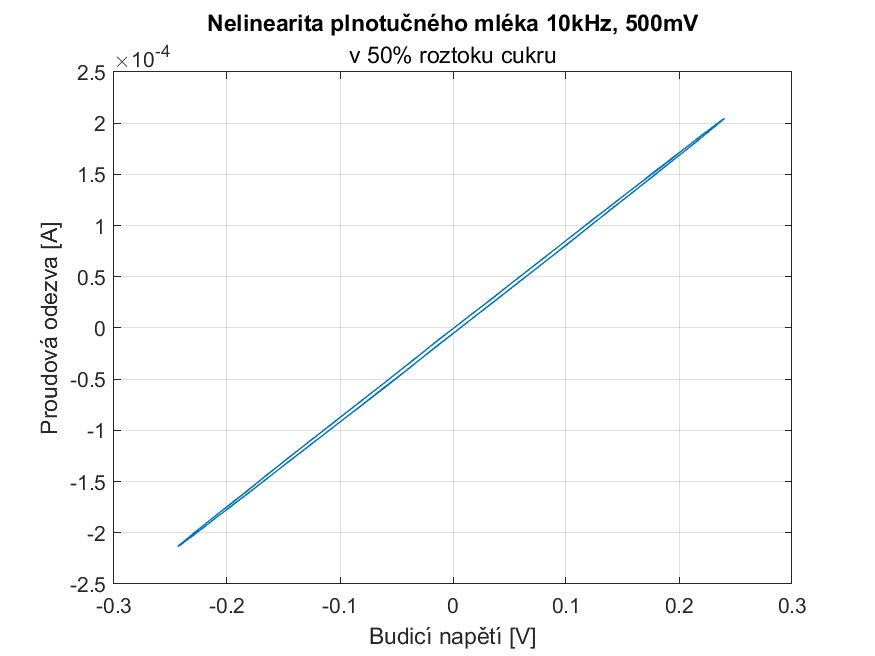 Nelinearita plnotučného mléka 10kHz, 500mV
v 50% roztoku cukru
×10-4
2.5
2
1.5
1
0.5
0
-0.5
-1
-1.5
-2
-2.5
Proudová odezva [A]
-0.3 -0.2 -0.1 0 0.1 0.2 0.3
Budicí napětí [V]